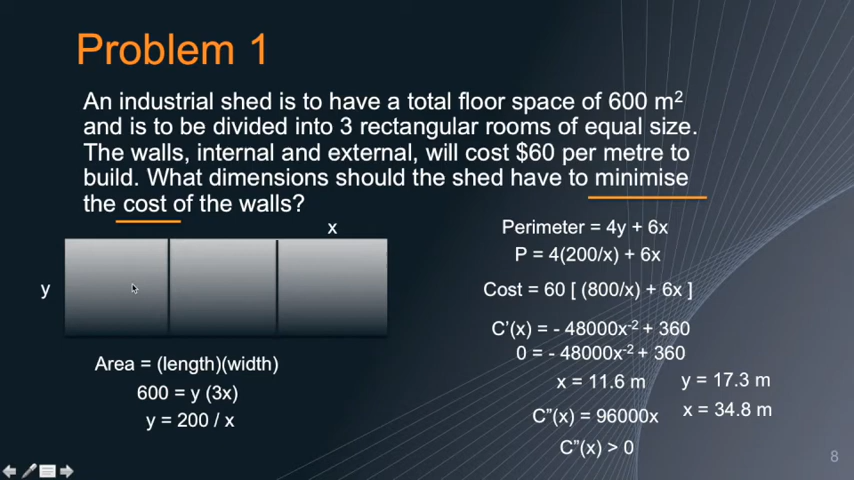 Problem 1
An industrial shed is to have a total floor space of 600 m²
and is to be divided into 3 rectangular rooms of equal size.
The walls, internal and external, will cost $60 per metre to
build. What dimensions should the shed have to minimise
the cost of the walls?
x
y
Area = (length)(width)
600 = y (3x)
y = 200 / x
Perimeter = 4y + 6x
P = 4(200/x) + 6x
Cost = 60 [ (800/x) + 6x ]
C'(x) = - 48000x⁻² + 360
0 = - 48000x⁻² + 360
x = 11.6 m
y = 17.3 m
x = 34.8 m
C”(x) = 96000x
C”(x) > 0
8